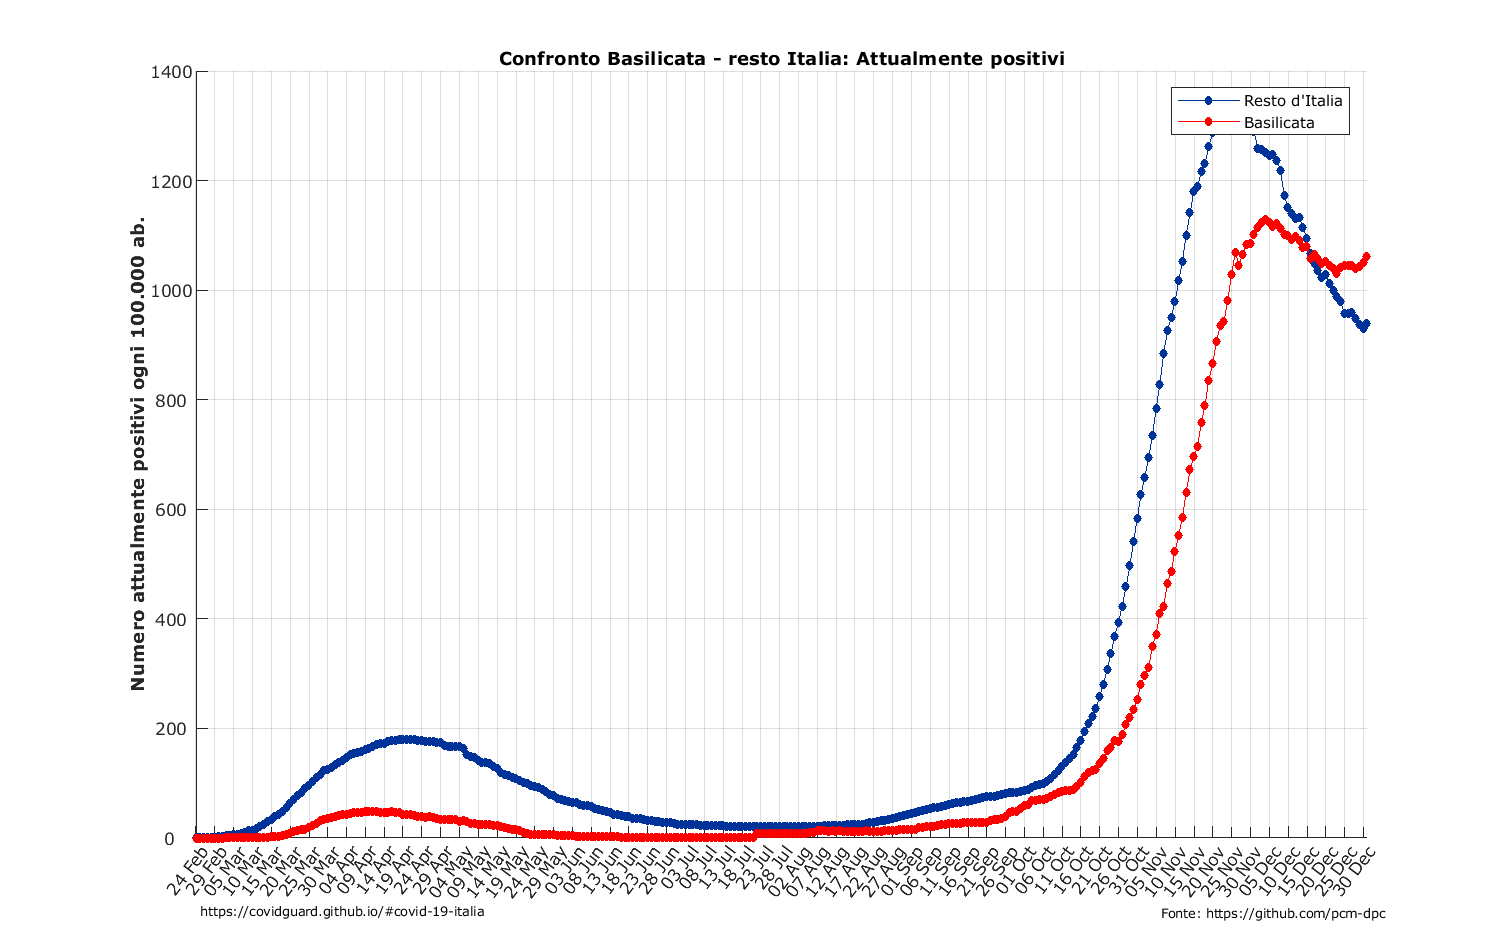 Confronto Basilicata - resto Italia: Attualmente positivi
Numero attualmente positivi ogni 100.000 ab.
1400
1200
1000
800
600
400
200
0
Resto d'Italia
Basilicata
24 Feb
29 Feb
05 Mar
10 Mar
15 Mar
20 Mar
25 Mar
30 Mar
04 Apr
09 Apr
14 Apr
19 Apr
24 Apr
29 Apr
04 May
09 May
14 May
19 May
24 May
29 May
03 Jun
08 Jun
13 Jun
18 Jun
23 Jun
28 Jun
03 Jul
08 Jul
13 Jul
18 Jul
23 Jul
28 Jul
02 Aug
07 Aug
12 Aug
17 Aug
22 Aug
27 Aug
01 Sep
06 Sep
11 Sep
16 Sep
21 Sep
26 Sep
01 Oct
06 Oct
11 Oct
16 Oct
21 Oct
26 Oct
31 Oct
05 Nov
10 Nov
15 Nov
20 Nov
25 Nov
30 Nov
05 Dec
10 Dec
15 Dec
20 Dec
25 Dec
30 Dec
https://covidguard.github.io/#covid-19-italia
Fonte: https://github.com/pcm-dpc